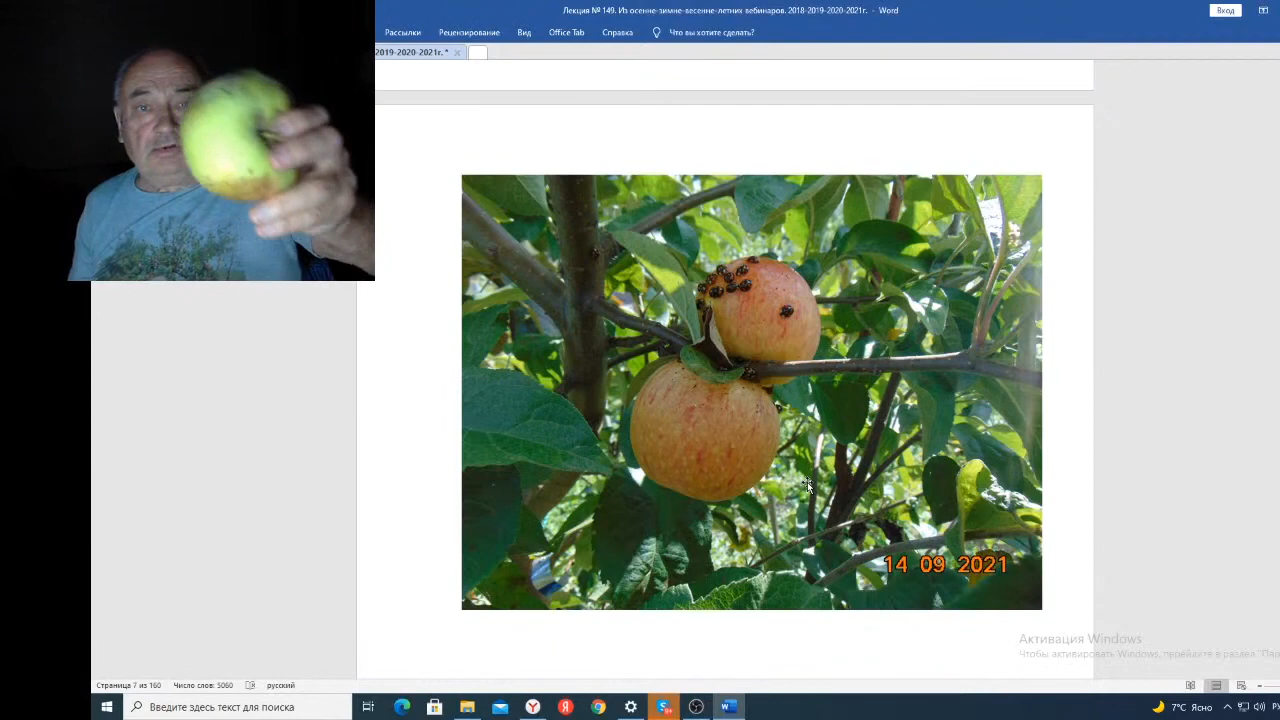 Лекция № 149. Из осенне-зимне-весенне-летних вебинаров. 2018-2019-2020-2021г. - Word
Вход
Рассылки Рецензирование Вид Office Tab Справка Что вы хотите сделать?
2019-2020-2021г. *
14 09 2021
Активация Windows
Чтобы активировать Windows, перейдите в раздел
Страница 7 из 160 Число слов: 5060 русский
Введите здесь текст для поиска
7°C Ясно